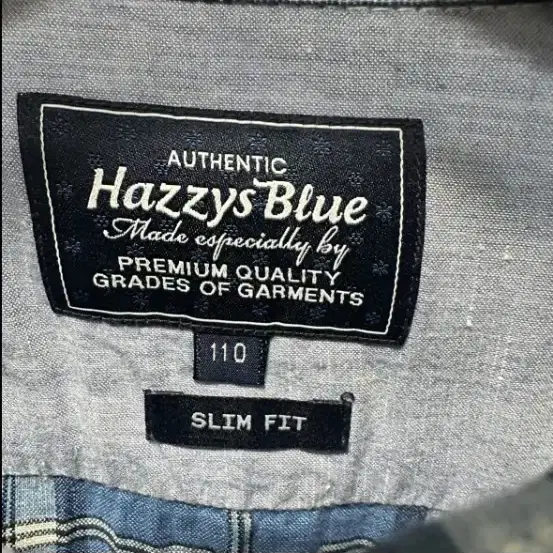 AUTHENTIC
Hazzys Blue
Made especially by
PREMIUM QUALITY
GRADES OF GARMENTS
110
SLIM FIT